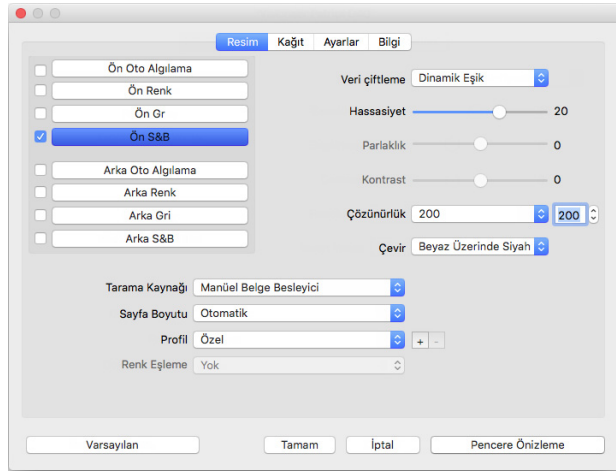 Resim Kağıt Ayarlar Bilgi
Ön Oto Algılama
Ön Renk
Ön Gr
Ön S&B
Arka Oto Algılama
Arka Renk
Arka Gri
Arka S&B
Veri çiftleme Dinamik Eşik
Hassasiyet 20
Parlaklık 0
Kontrast 0
Çözünürlük 200 200
Çevir Beyaz Üzerinde Siyah
Tarama Kaynağı Manüel Belge Besleyici
Sayfa Boyutu Otomatik
Profil Özel + -
Renk Eşleme Yok
Varsayılan Tamam İptal Pencere Önizleme